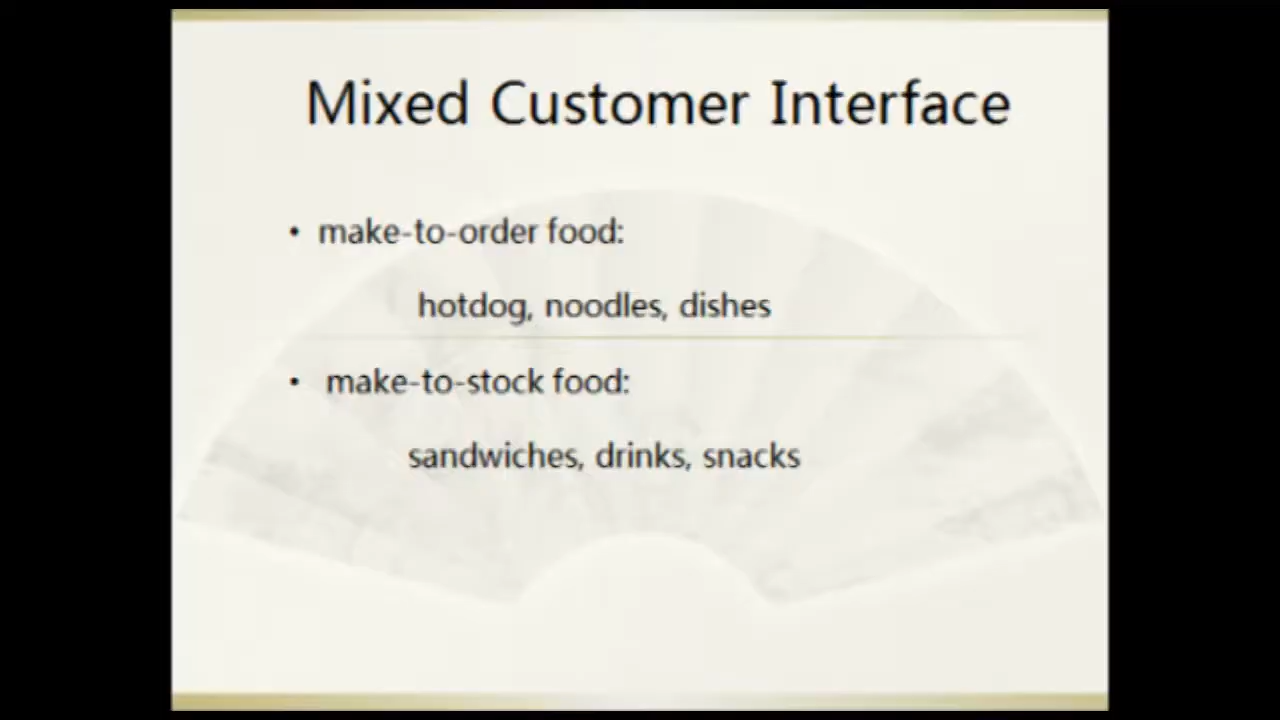 Mixed Customer Interface
• make-to-order food:
hotdog, noodles, dishes
• make-to-stock food:
sandwiches, drinks, snacks